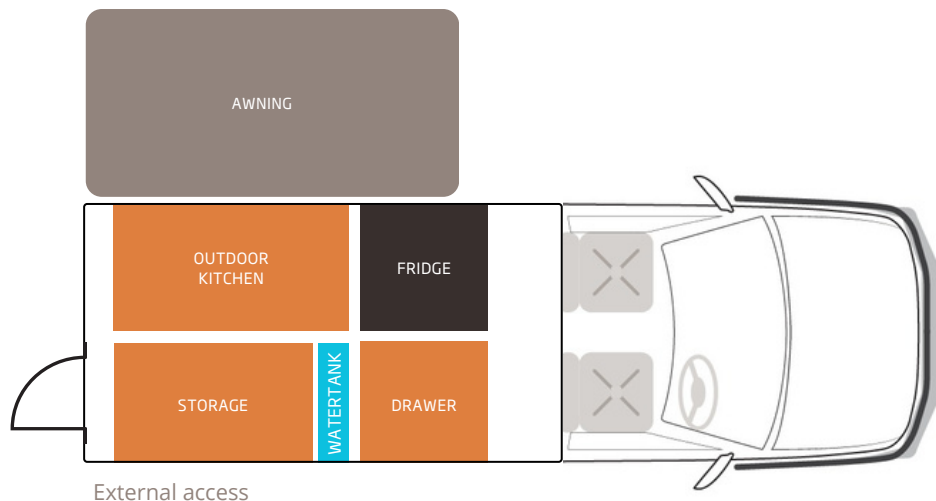 AWNING
OUTDOOR
KITCHEN
FRIDGE
STORAGE
WATERTANK
DRAWER
External access